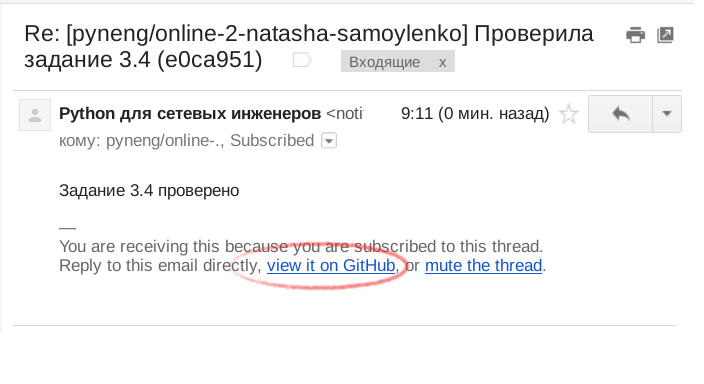 Re: [pyneng/online-2-natasha-samoylenko] Проверила
задание 3.4 (e0ca951)
Входящие x
Python для сетевых инженеров <noti
9:11 (0 мин. назад)
кому: pyneng/online-., Subscribed
Задание 3.4 проверено
—
You are receiving this because you are subscribed to this thread.
Reply to this email directly, view it on GitHub, or mute the thread.